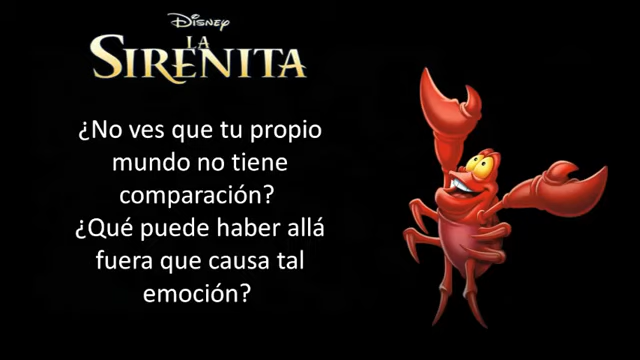 Disney
LA
SIRENITA
¿No ves que tu propio
mundo no tiene
comparación?
¿Qué puede haber allá
fuera que causa tal
emoción?